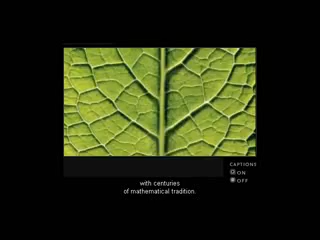 CAPTIONS
ON
OFF
with centuries
of mathematical tradition